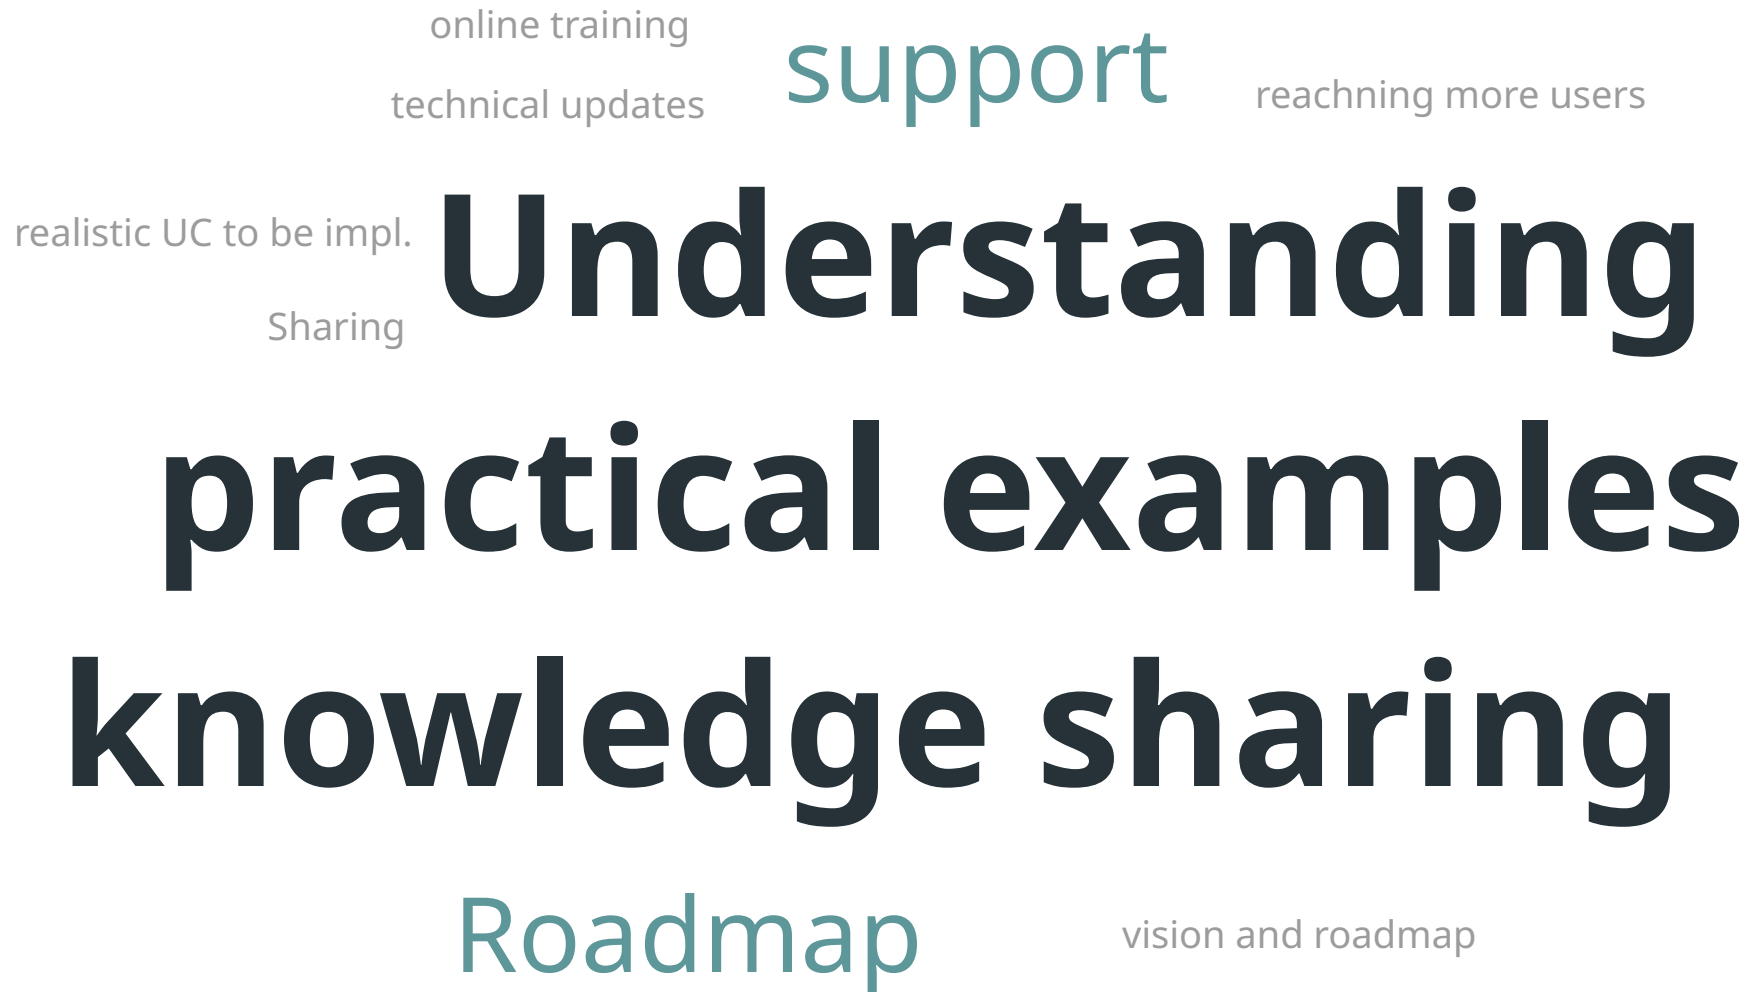 online training
support
reachning more users
technical updates
Understanding
realistic UC to be impl.
Sharing
practical examples
knowledge sharing
Roadmap
vision and roadmap